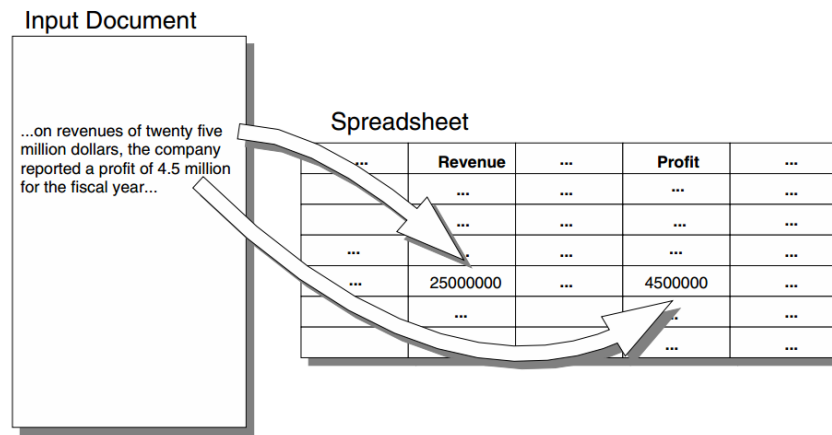 Input Document
...on revenues of twenty five
million dollars, the company
reported a profit of 4.5 million
for the fiscal year...
Spreadsheet
... Revenue ... Profit ...
... ... ... ...
... ... ... ...
... ... ... ... ...
... 25000000 ... 4500000 ...
... ... ... ...
... ...